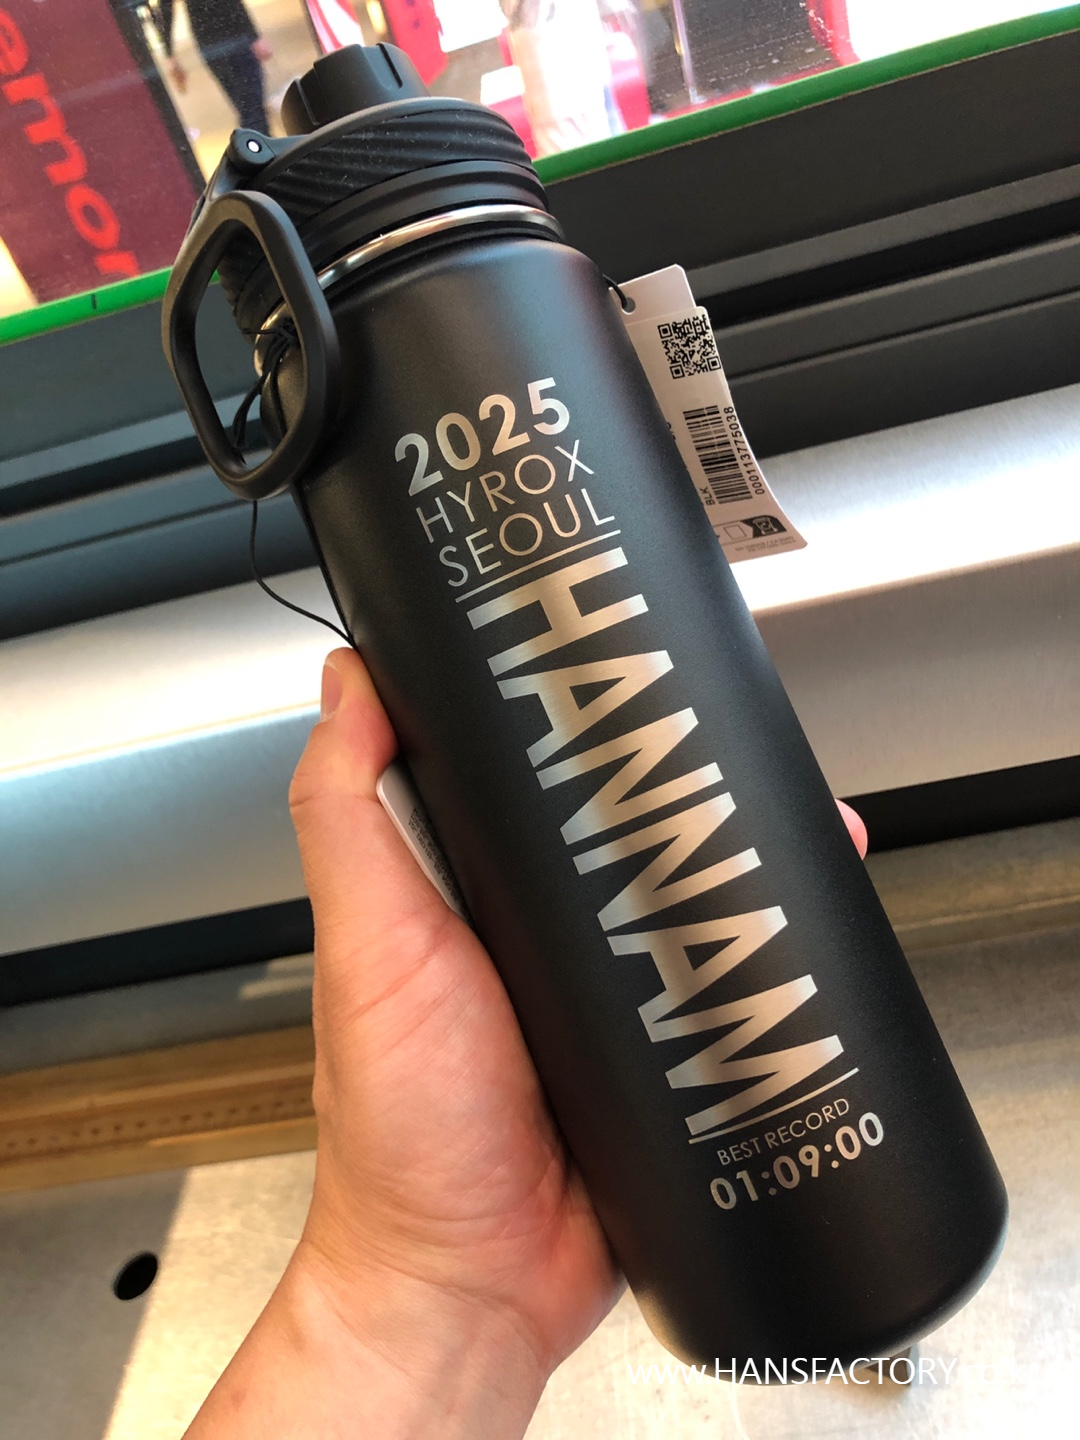 2025
HYROX
SEOUL
HANNAM
BEST RECORD
01:09:00
BLK
000113775038
www.HANSFACTORY